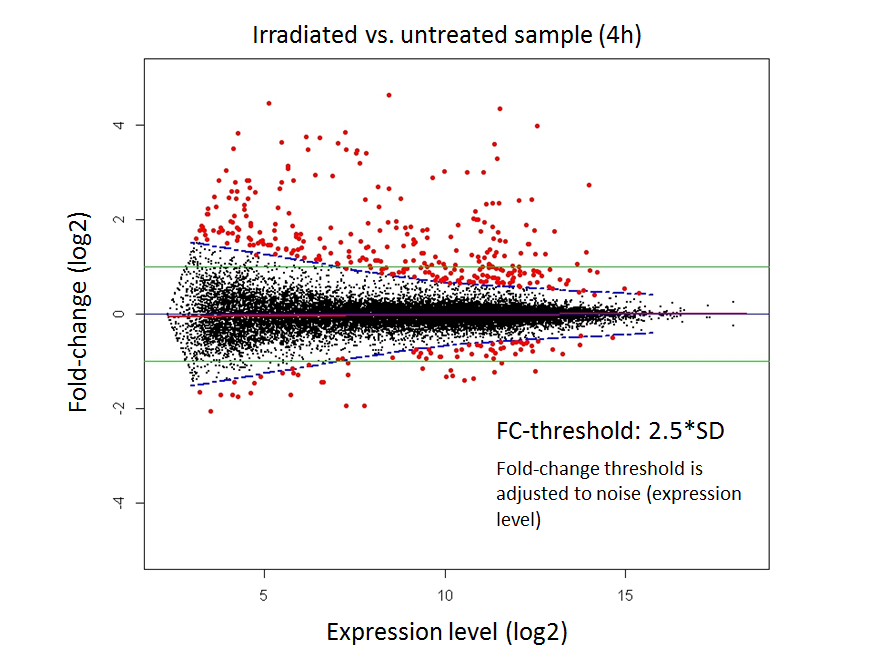 Irradiated vs. untreated sample (4h)
Fold-change (log2)
4
2
0
-2
-4
FC-threshold: 2.5*SD
Fold-change threshold is
adjusted to noise (expression
level)
5
10
15
Expression level (log2)